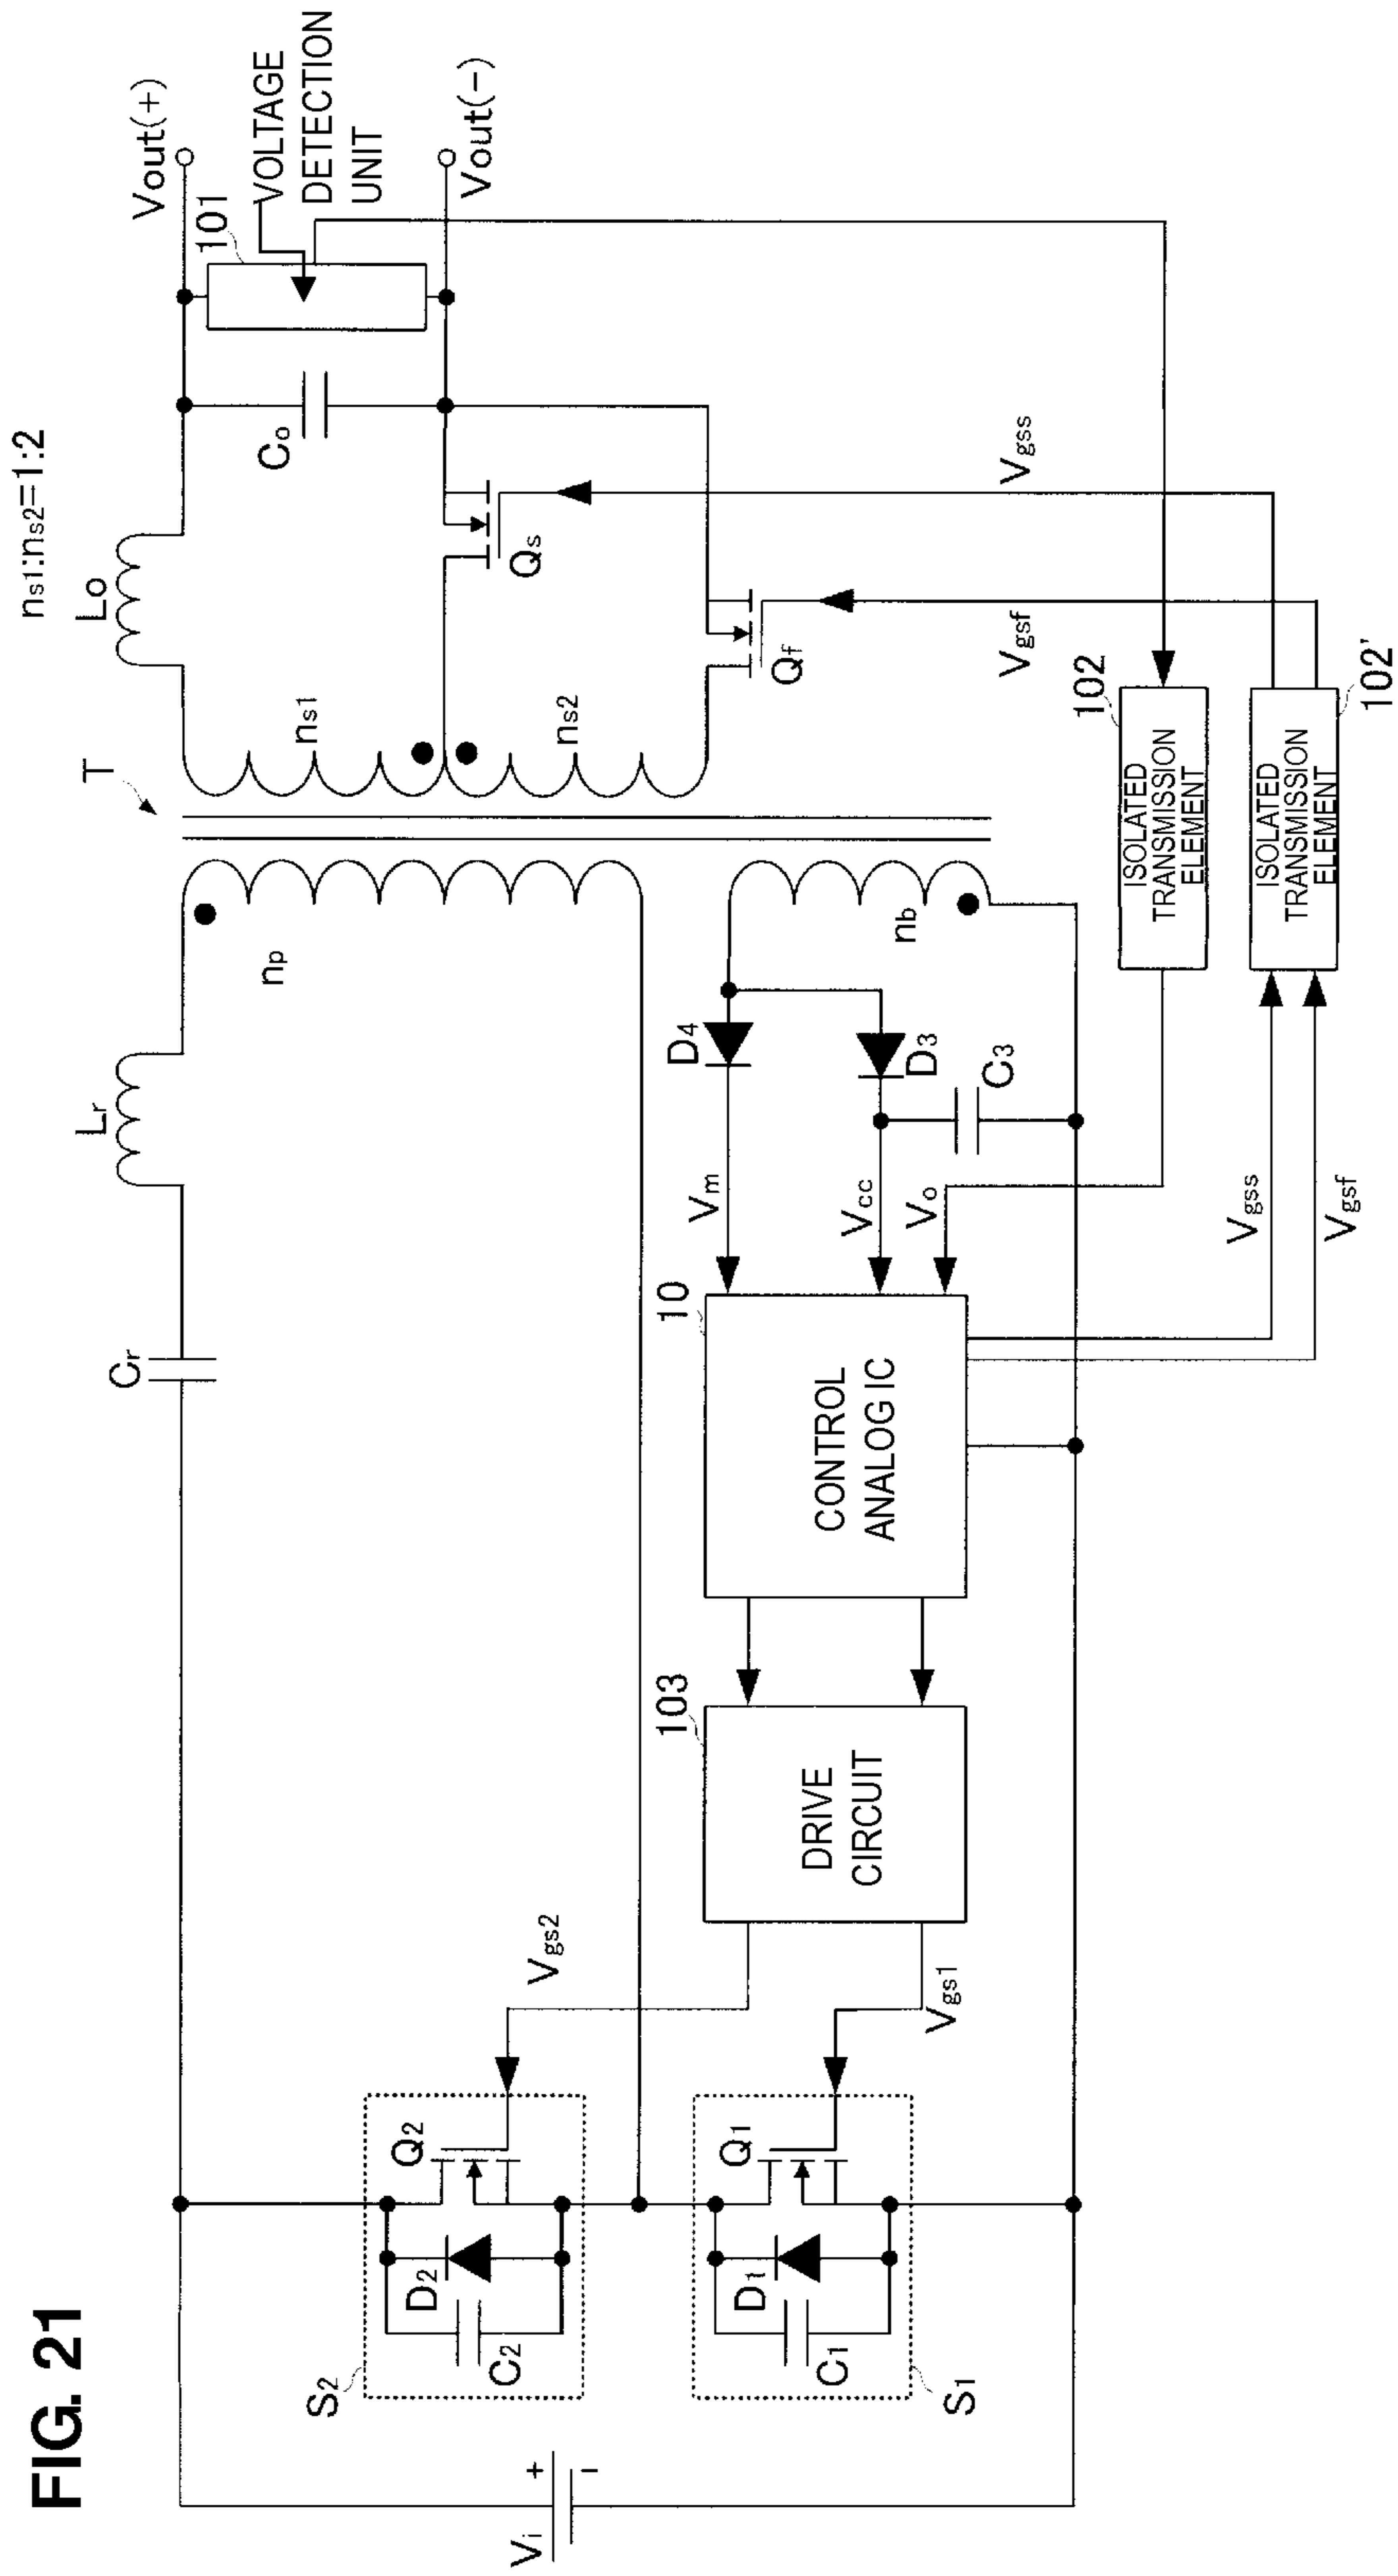 FIG. 21
ns1:ns2=1:2
Cr
Lr
T
Lo
Vout(+)
101
VOLTAGE
DETECTION
UNIT
Vout(-)
np
ns1
ns2
Co
Qs
Qf
Vgss
Vgsf
S2
Q2
D2
C2
Vgs2
Vi
+
-
Q1
D1
C1
S1
Vgs1
103
DRIVE
CIRCUIT
10
CONTROL
ANALOG IC
Vm
Vcc
Vo
D4
D3
C3
nb
102
ISOLATED
TRANSMISSION
ELEMENT
102'
ISOLATED
TRANSMISSION
ELEMENT
Vgss
Vgsf